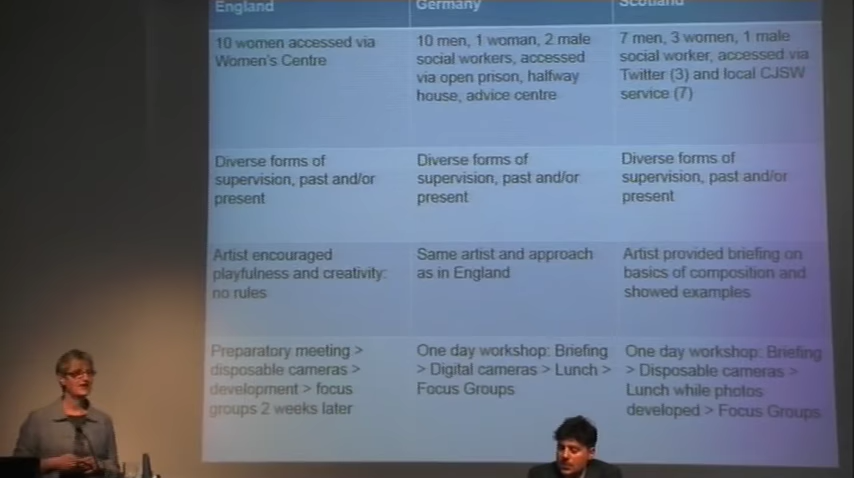 England
Germany
Scotland
10 women accessed via
Women's Centre
10 men, 1 woman, 2 male
social workers, accessed
via open prison, halfway
house, advice centre
7 men, 3 women, 1 male
social worker, accessed via
Twitter (3) and local CJSW
service (7)
Diverse forms of
supervision, past and/or
present
Diverse forms of
supervision, past and/or
present
Diverse forms of
supervision, past and/or
present
Artist encouraged
playfulness and creativity:
no rules
Same artist and approach
as in England
Artist provided briefing on
basics of composition and
showed examples
Preparatory meeting >
disposable cameras >
development > focus
groups 2 weeks later
One day workshop: Briefing
> Digital cameras > Lunch >
Focus Groups
One day workshop: Briefing
> Disposable cameras >
Lunch while photos
developed > Focus Groups